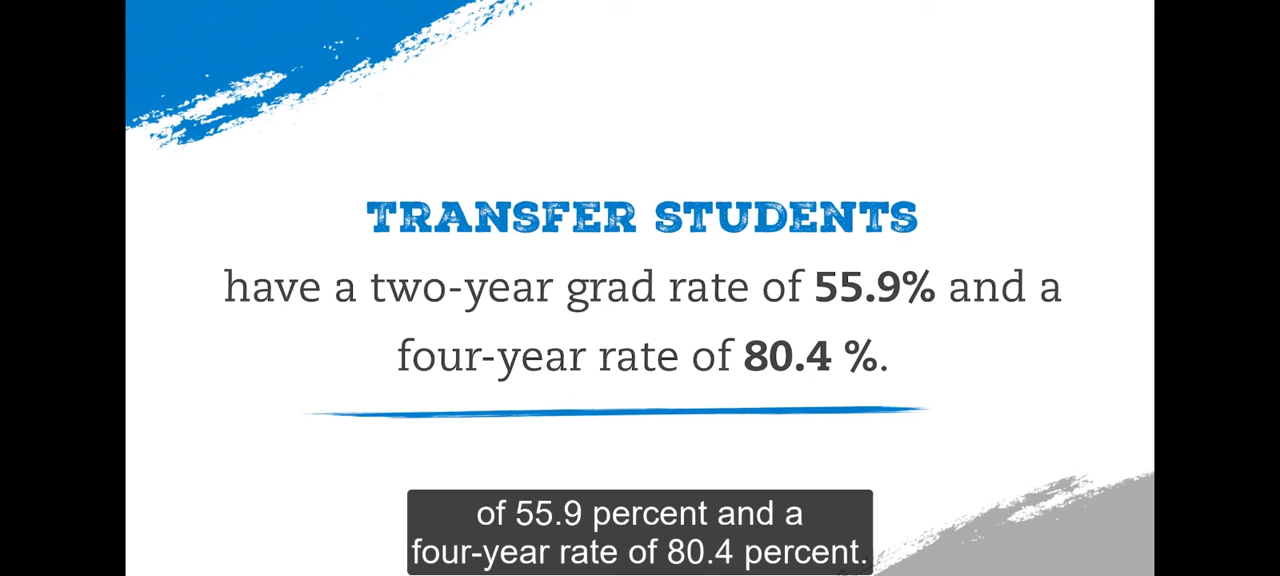 TRANSFER STUDENTS
have a two-year grad rate of 55.9% and a
four-year rate of 80.4 %.
of 55.9 percent and a
four-year rate of 80.4 percent.